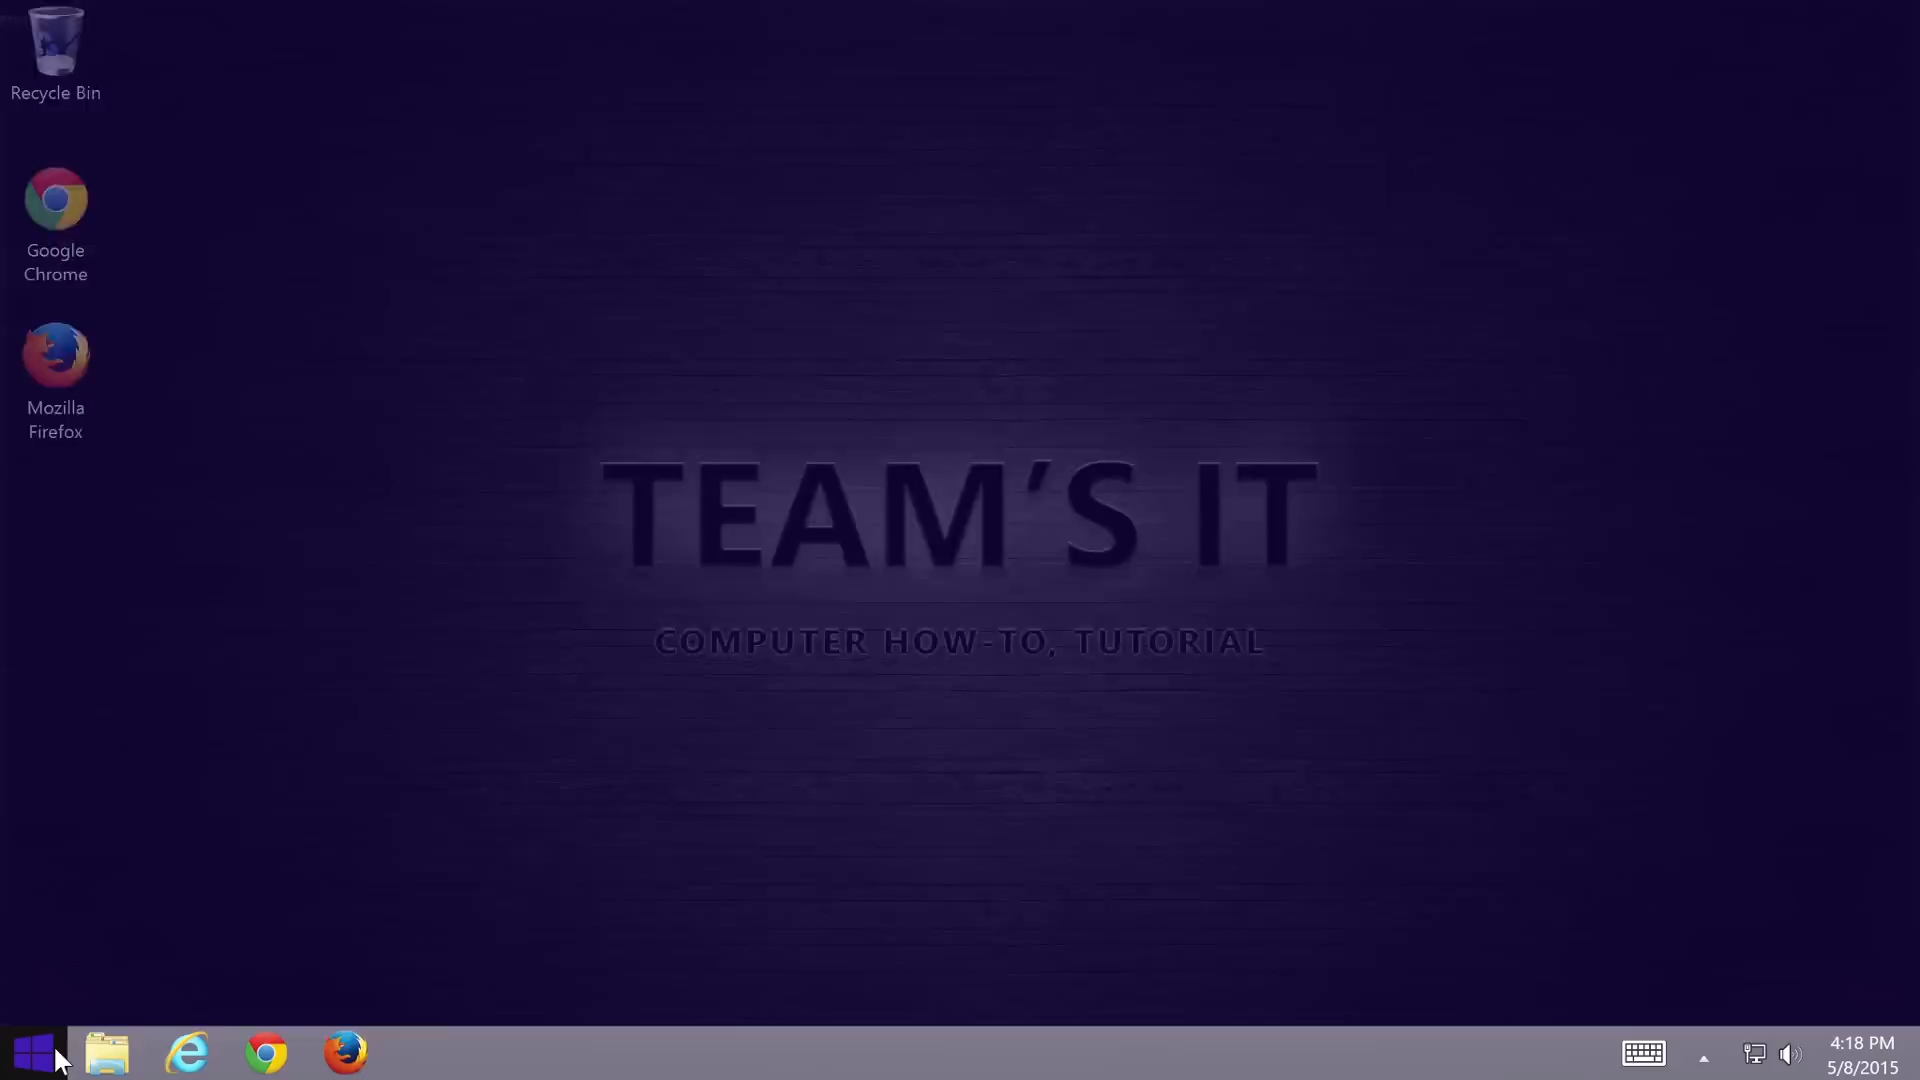 Recycle Bin
Google
Chrome
Mozilla
Firefox
TEAM'S IT
COMPUTER HOW-TO, TUTORIAL
4:18 PM
5/8/2015